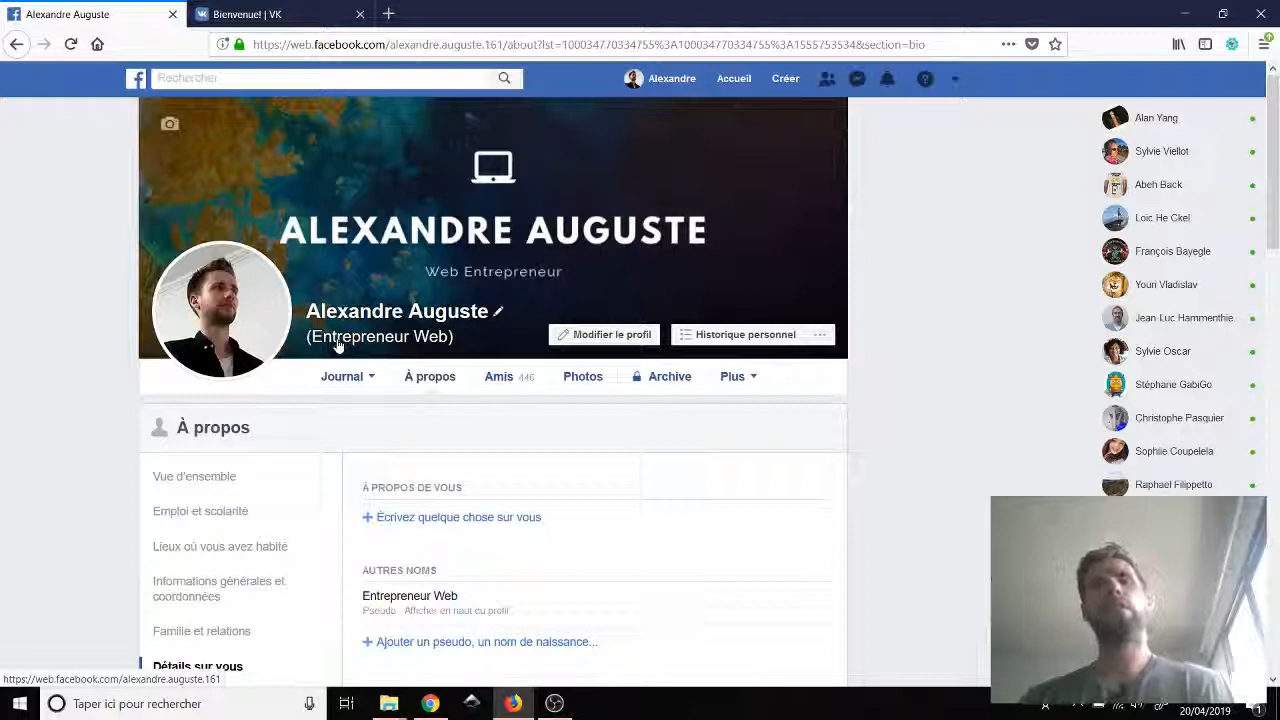 Alexandre Auguste
Bienvenue! | VK
https://web.facebook.com/alexandre.auguste.161/about?lst=100034770334755%3A100034770334755%3A1555753534&section=bio
Rechercher
Alexandre
Accueil
Créer
ALEXANDRE AUGUSTE
Web Entrepreneur
Alexandre Auguste
(Entrepreneur Web)
Modifier le profil
Historique personnel
Journal
À propos
Amis 446
Photos
Archive
Plus
À propos
Vue d'ensemble
Emploi et scolarité
Lieux où vous avez habité
Informations générales et
coordonnées
Famille et relations
Détails sur vous
À PROPOS DE VOUS
Écrivez quelque chose sur vous
AUTRES NOMS
Entrepreneur Web
Pseudo · Afficher en haut du profil
Ajouter un pseudo, un nom de naissance...
Alan Yang
Sylvie Viollet
Abeh Back
Loic He Ckel
François Bayegle
Youri Vladislav
Jean Luc Hammenthie.
Sylvie Oscar
Stéphane GabiGo
Christophe Pasquier
Sophie Coupelela
Raphael Filippetto
https://web.facebook.com/alexandre.auguste.161
Taper ici pour rechercher
20/04/2019